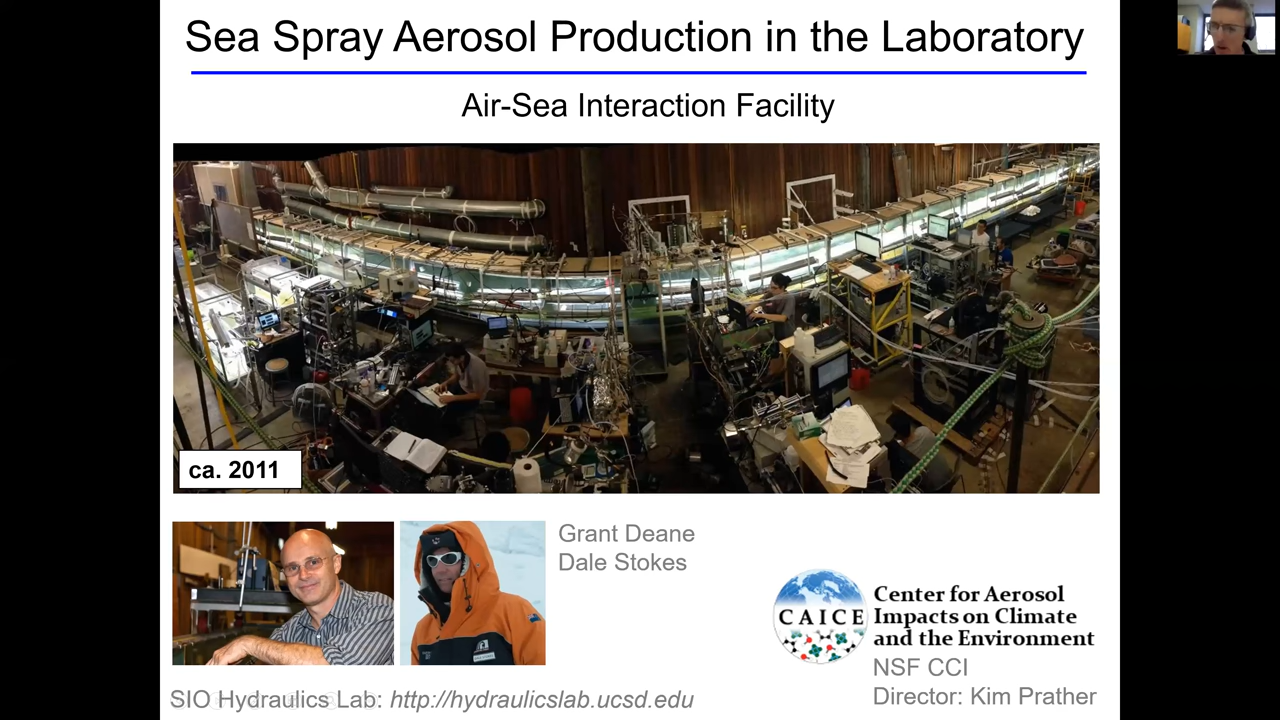 Sea Spray Aerosol Production in the Laboratory
Air-Sea Interaction Facility
ca. 2011
Grant Deane
Dale Stokes
CAICE
Center for Aerosol
Impacts on Climate
and the Environment
NSF CCI
Director: Kim Prather
SIO Hydraulics Lab: http://hydraulicslab.ucsd.edu